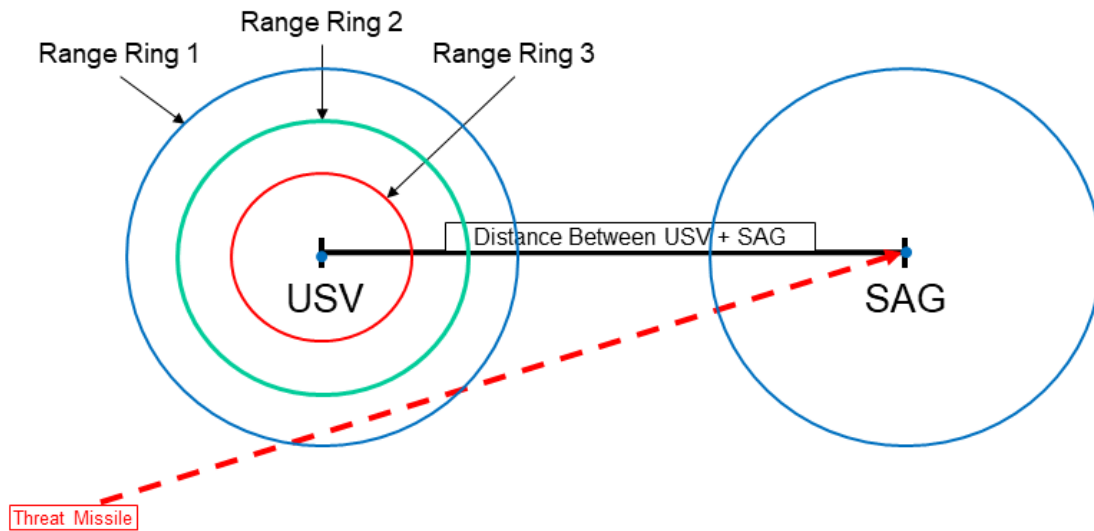 Range Ring 2
Range Ring 1
Range Ring 3
Distance Between USV + SAG
USV
SAG
Threat Missile